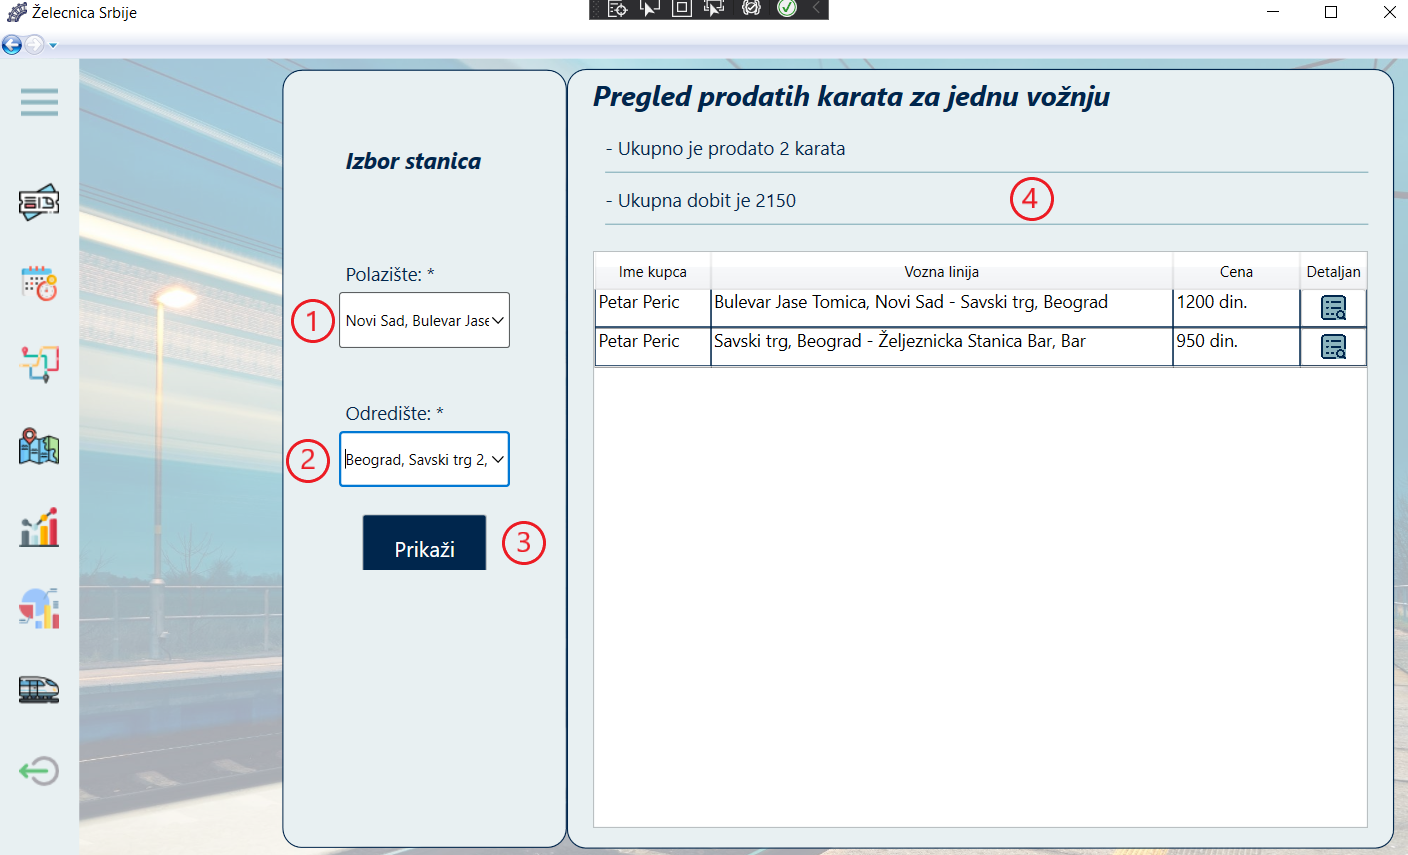 Želecnica Srbije
Izbor stanica
Polazište: *
1
Novi Sad, Bulevar Jase
Odredište: *
2
Beograd, Savski trg 2,
Prikaži
3
Pregled prodatih karata za jednu vožnju
- Ukupno je prodato 2 karata
- Ukupna dobit je 2150
4
Ime kupca Vozna linija Cena Detaljan
Petar Peric Bulevar Jase Tomica, Novi Sad - Savski trg, Beograd 1200 din.
Petar Peric Savski trg, Beograd - Željeznicka Stanica Bar, Bar 950 din.